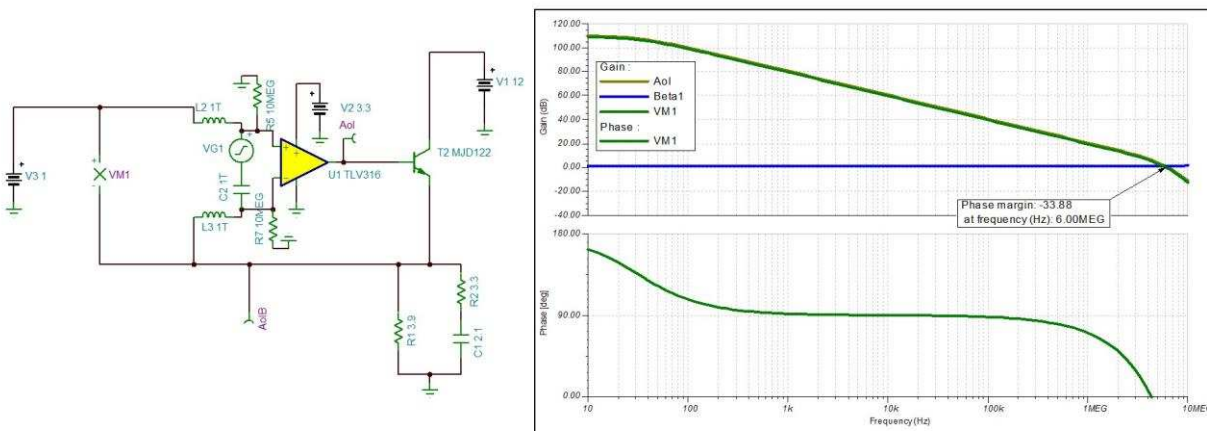 V3 1
VM1
L2 1T
R5 10MEG
VG1
C2 1T
L3 1T
R7 10MEG
V2 3.3
Aol
U1 TLV316
T2 MJD122
V1 12
AolB
R1 3.9
R2 3.3
C1 2.1
120.00
100.00
80.00
60.00
40.00
20.00
0.00
-20.00
-40.00
Gain (dB)
Gain :
Aol
Beta1
VM1
Phase :
VM1
Phase margin: -33.88
at frequency (Hz): 6.00MEG
180.00
90.00
0.00
Phase [deg]
10
100
1k
10k
100k
1MEG
10MEG
Frequency (Hz)